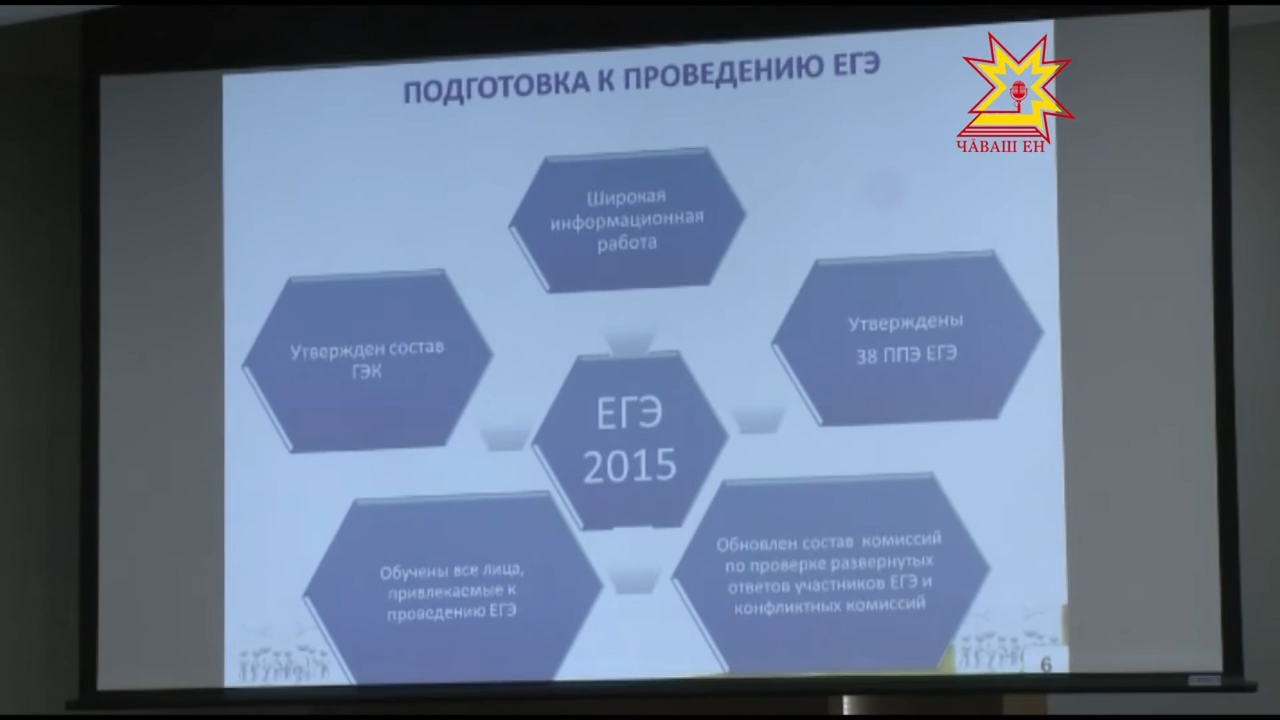 ПОДГОТОВКА К ПРОВЕДЕНИЮ ЕГЭ
ЧӐВАШ ЕН
Широкая
информационная
работа
Утвержден состав
ГЭК
Утверждены
38 ППЭ ЕГЭ
ЕГЭ
2015
Обучены все лица,
привлекаемые к
проведению ЕГЭ
Обновлен состав комиссий
по проверке развернутых
ответов участников ЕГЭ и
конфликтных комиссий
6